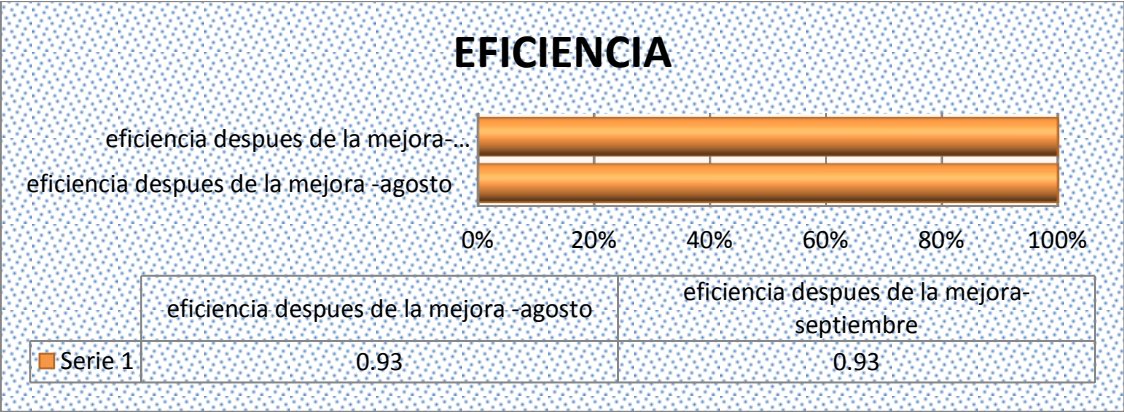 EFICIENCIA
eficiencia despues de la mejora-...
eficiencia despues de la mejora -agosto
0% 20% 40% 60% 80% 100%
eficiencia despues de la mejora -agosto
eficiencia despues de la mejora-
septiembre
Serie 1 0.93 0.93